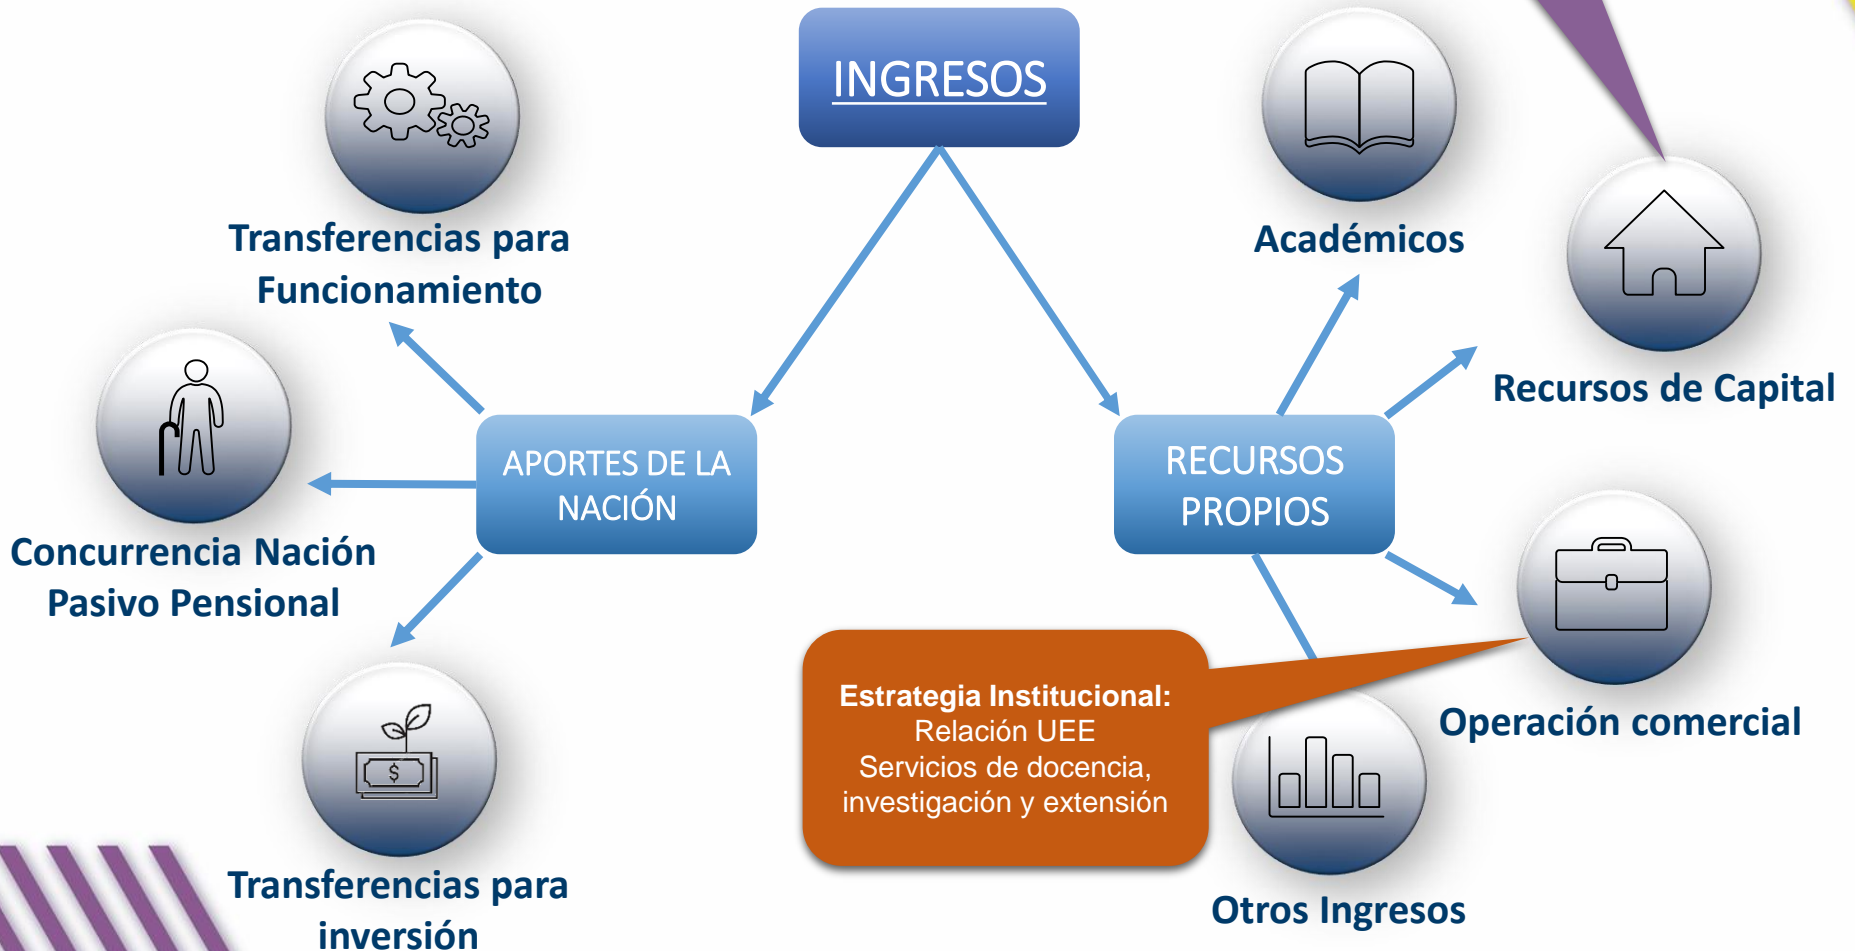 INGRESOS
Transferencias para
Funcionamiento
Académicos
Recursos de Capital
APORTES DE LA
NACIÓN
RECURSOS
PROPIOS
Concurrencia Nación
Pasivo Pensional
$
Estrategia Institucional:
Relación UEE
Servicios de docencia,
investigación y extensión
Operación comercial
Transferencias para
inversión
Otros Ingresos